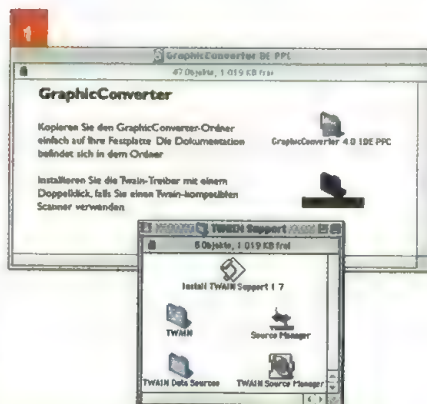 1
GraphicConverter DE PPC
47 Objekte, 1 019 KB frei
GraphicConverter
Kopieren Sie den GraphicConverter-Ordner
einfach auf Ihre Festplatte. Die Dokumentation
befindet sich in dem Ordner
Installieren Sie die Twain-Treiber mit einem
Doppelklick, falls Sie einen Twain-kompatiblen
Scanner verwenden
GraphicConverter 4.0.1DE PPC
TWAIN Support
6 Objekte, 1 019 KB frei
Install TWAIN Support 1.7
TWAIN
Source Manager
TWAIN Data Sources
TWAIN Source Manager